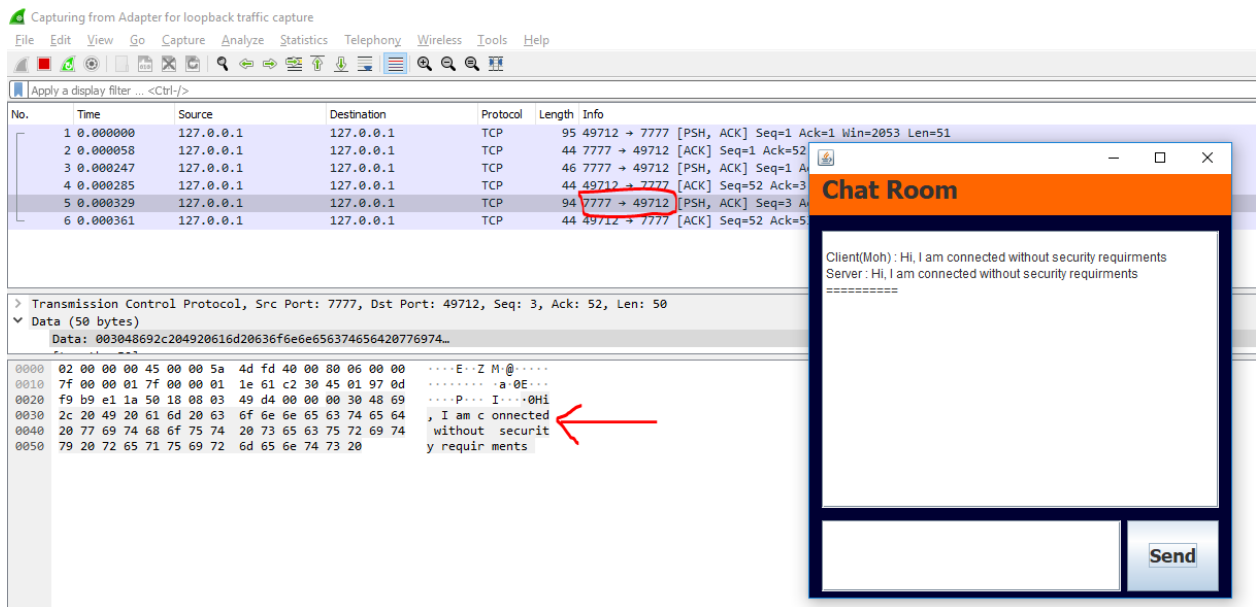 Capturing from Adapter for loopback traffic capture
File Edit View Go Capture Analyze Statistics Telephony Wireless Tools Help
Apply a display filter ... <Ctrl-/>
No. Time Source Destination Protocol Length Info
1 0.000000 127.0.0.1 127.0.0.1 TCP 95 49712 → 7777 [PSH, ACK] Seq=1 Ack=1 Win=2053 Len=51
2 0.000058 127.0.0.1 127.0.0.1 TCP 44 7777 → 49712 [ACK] Seq=1 Ack=52
3 0.000247 127.0.0.1 127.0.0.1 TCP 46 7777 → 49712 [PSH, ACK] Seq=1 A
4 0.000285 127.0.0.1 127.0.0.1 TCP 44 49712 → 7777 [ACK] Seq=52 Ack=3
5 0.000329 127.0.0.1 127.0.0.1 TCP 94 7777 → 49712 [PSH, ACK] Seq=3 A
6 0.000361 127.0.0.1 127.0.0.1 TCP 44 49712 → 7777 [ACK] Seq=52 Ack=5
Transmission Control Protocol, Src Port: 7777, Dst Port: 49712, Seq: 3, Ack: 52, Len: 50
Data (50 bytes)
Data: 003048692c204920616d20636f6e6e656374656420776974…
0000 02 00 00 00 45 00 00 5a 4d fd 40 00 80 06 00 00 ····E··Z M·@·····
0010 7f 00 00 01 7f 00 00 01 1e 61 c2 30 45 01 97 0d ········ ·a·0E···
0020 f9 b9 e1 1a 50 18 08 03 49 d4 00 00 00 30 48 69 ····P··· I····0Hi
0030 2c 20 49 20 61 6d 20 63 6f 6e 6e 65 63 74 65 64 , I am c onnected
0040 20 77 69 74 68 6f 75 74 20 73 65 63 75 72 69 74 without securit
0050 79 20 72 65 71 75 69 72 6d 65 6e 74 73 20 y requir ments
Chat Room
Client(Moh) : Hi, I am connected without security requirments
Server : Hi, I am connected without security requirments
==========
Send